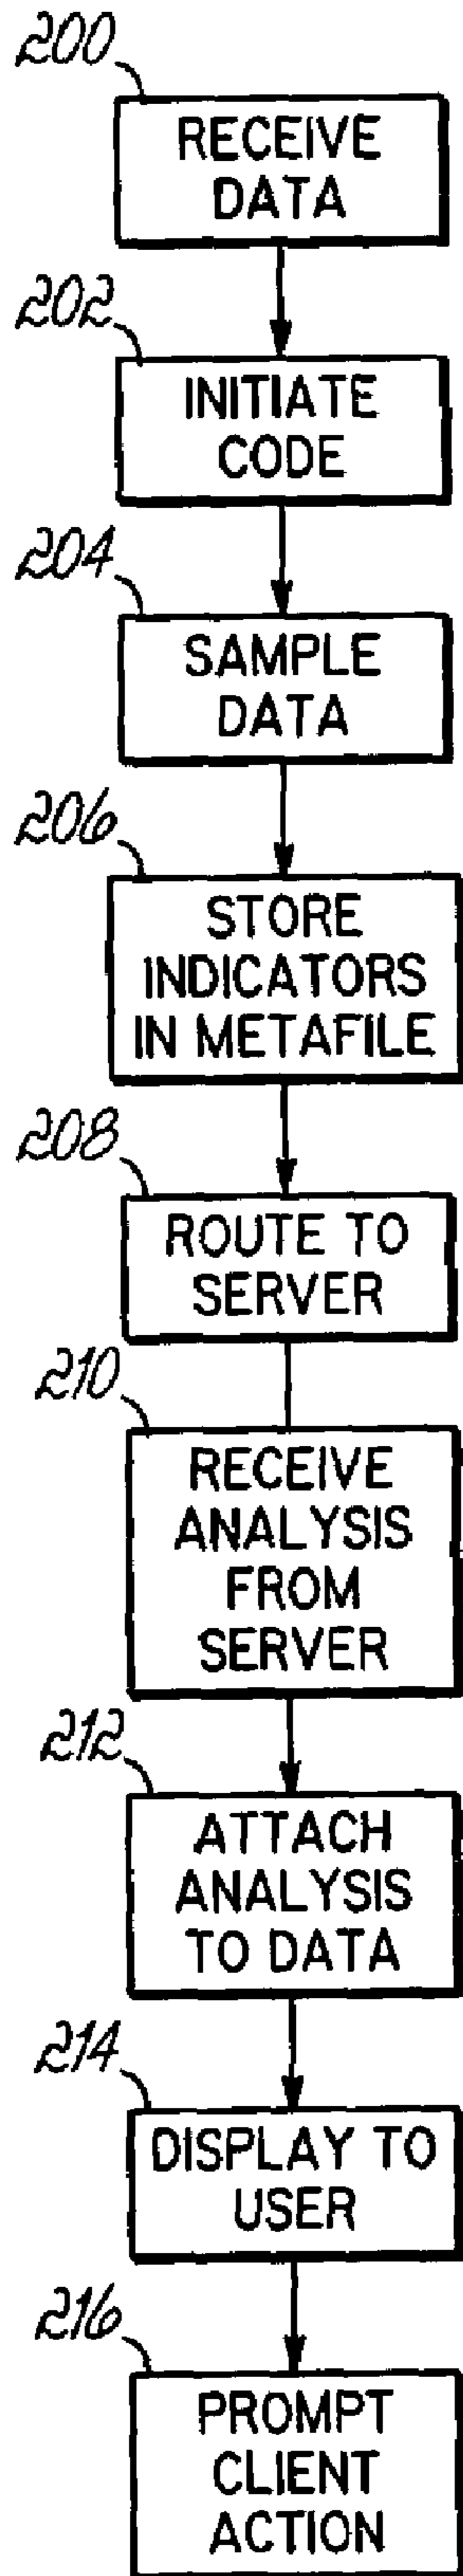 200
RECEIVE
DATA
202
INITIATE
CODE
204
SAMPLE
DATA
206
STORE
INDICATORS
IN METAFILE
208
ROUTE TO
SERVER
210
RECEIVE
ANALYSIS
FROM
SERVER
212
ATTACH
ANALYSIS
TO DATA
214
DISPLAY TO
USER
216
PROMPT
CLIENT
ACTION